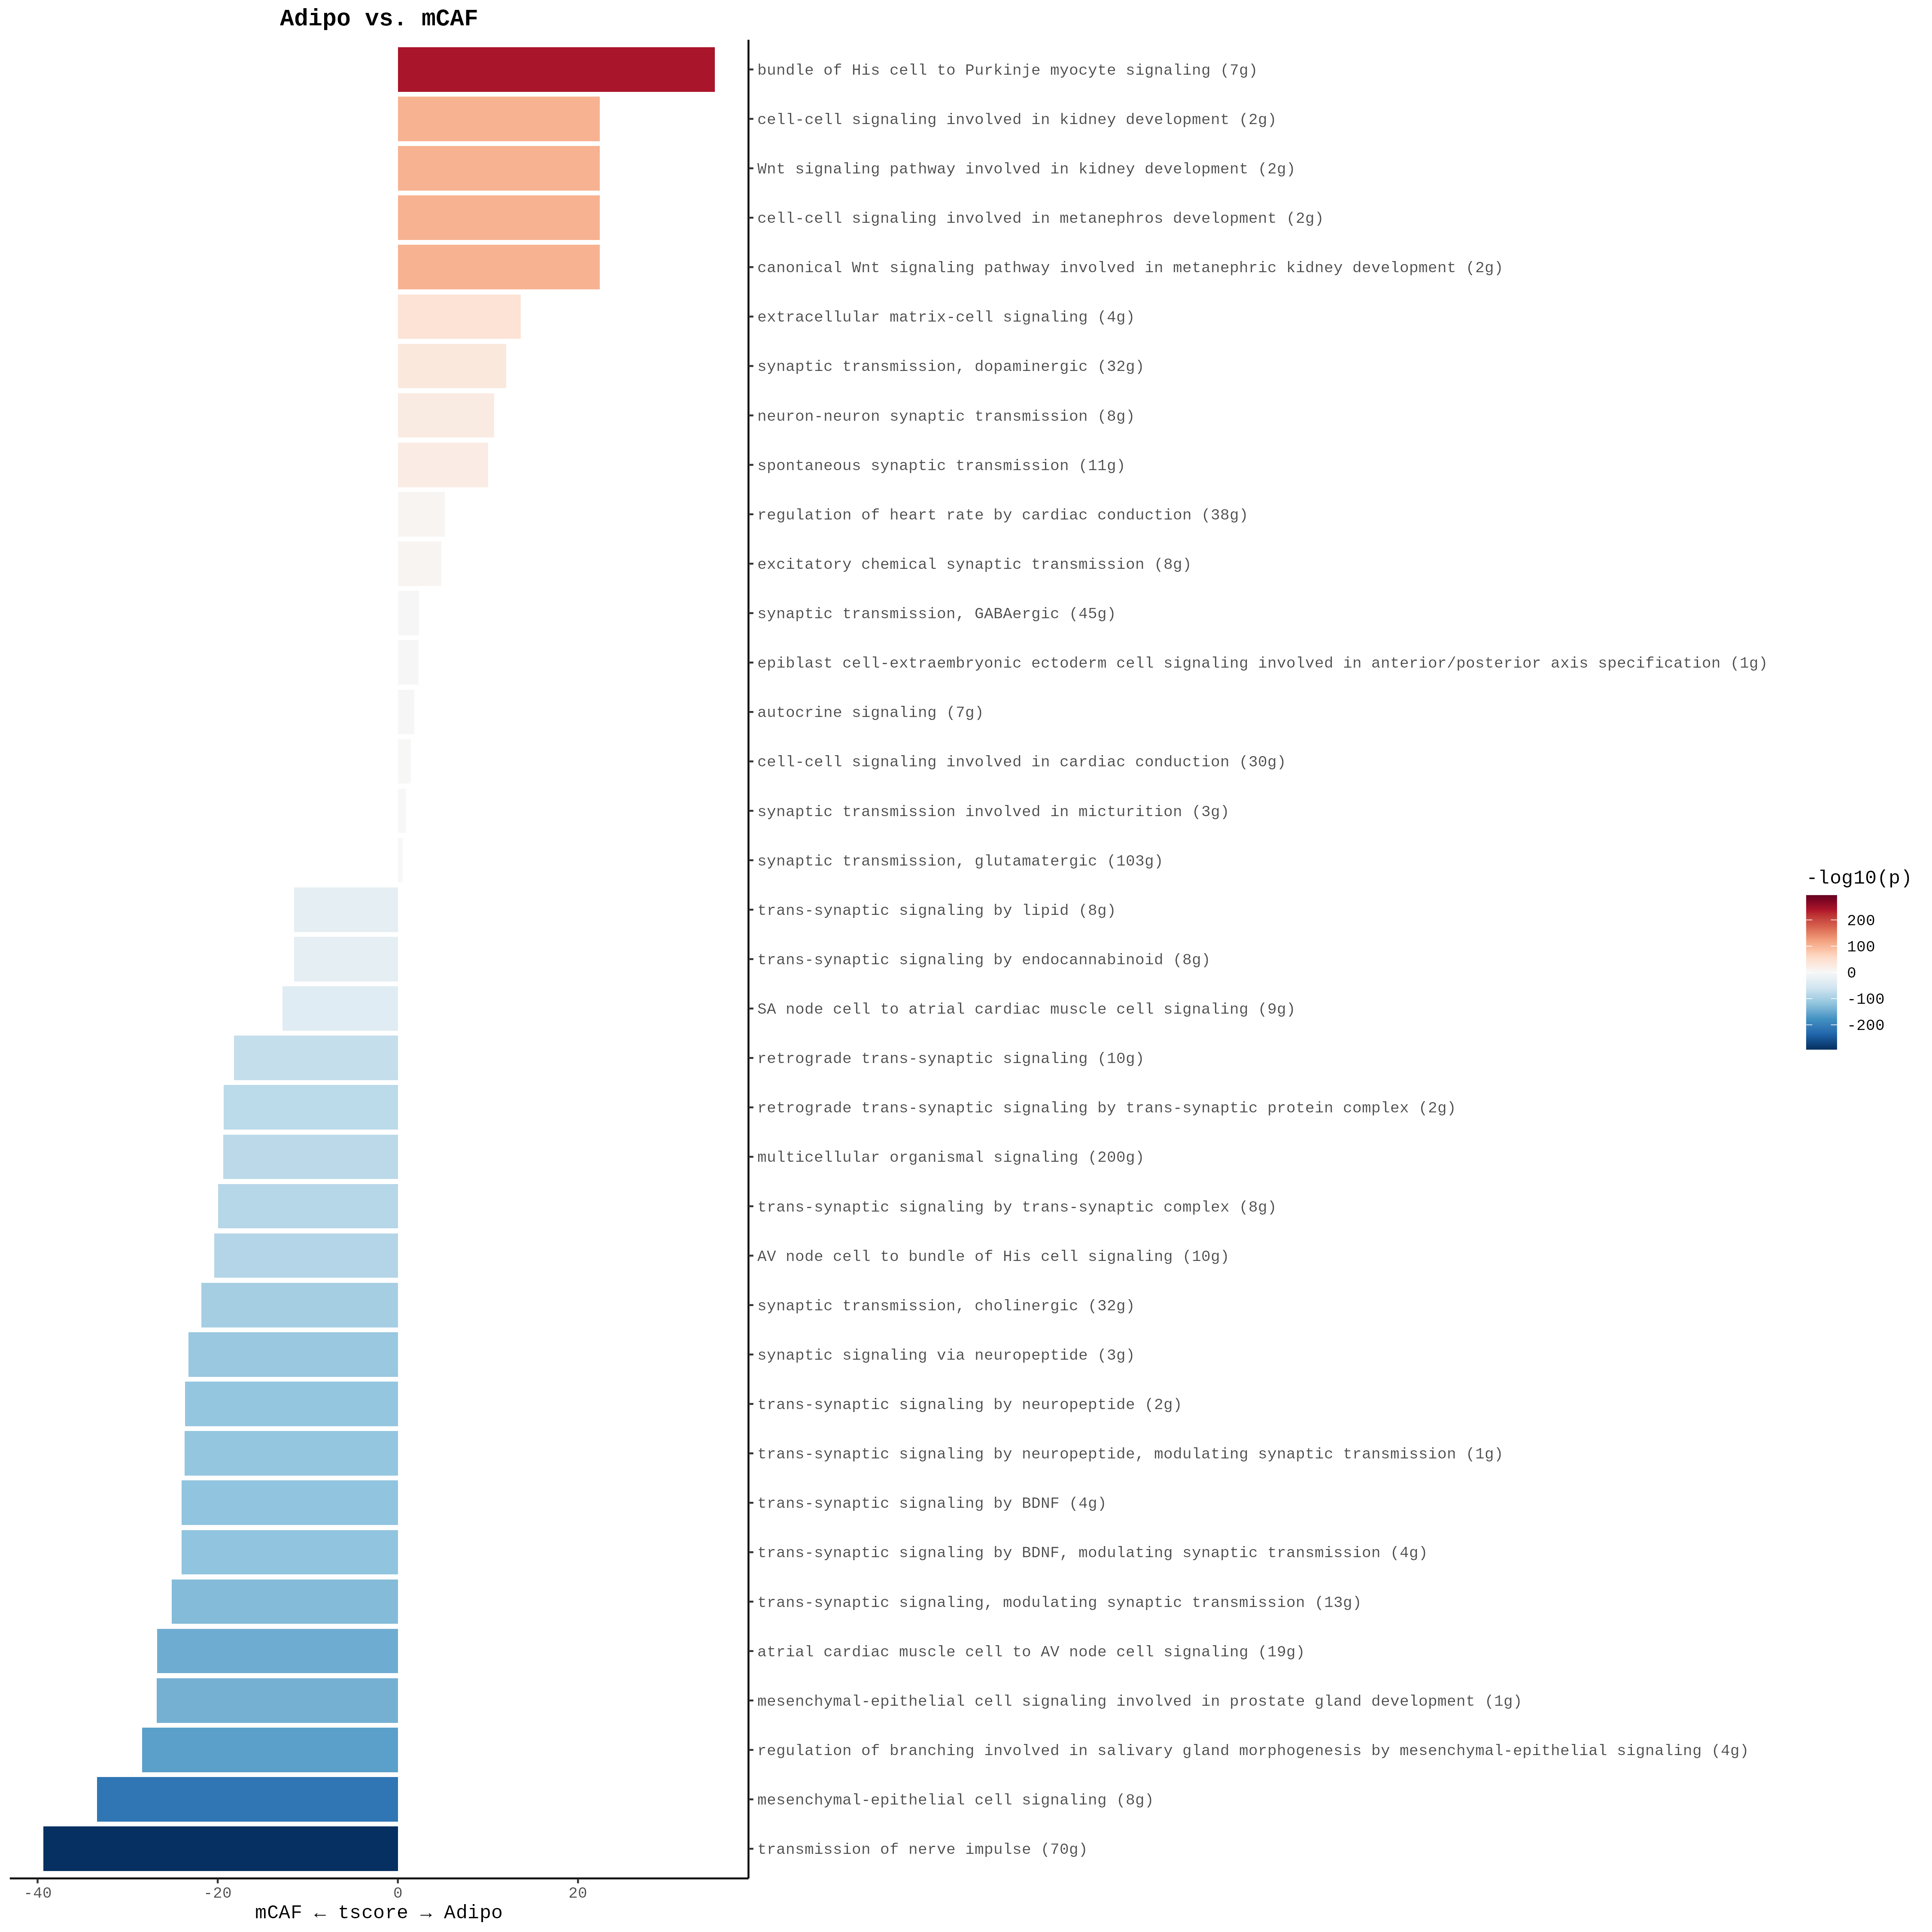 Adipo vs. mCAF
bundle of His cell to Purkinje myocyte signaling (7g)
cell-cell signaling involved in kidney development (2g)
Wnt signaling pathway involved in kidney development (2g)
cell-cell signaling involved in metanephros development (2g)
canonical Wnt signaling pathway involved in metanephric kidney development (2g)
extracellular matrix-cell signaling (4g)
synaptic transmission, dopaminergic (32g)
neuron-neuron synaptic transmission (8g)
spontaneous synaptic transmission (11g)
regulation of heart rate by cardiac conduction (38g)
excitatory chemical synaptic transmission (8g)
synaptic transmission, GABAergic (45g)
epiblast cell-extraembryonic ectoderm cell signaling involved in anterior/posterior axis specification (1g)
autocrine signaling (7g)
cell-cell signaling involved in cardiac conduction (30g)
synaptic transmission involved in micturition (3g)
synaptic transmission, glutamatergic (103g)
trans-synaptic signaling by lipid (8g)
trans-synaptic signaling by endocannabinoid (8g)
SA node cell to atrial cardiac muscle cell signaling (9g)
retrograde trans-synaptic signaling (10g)
retrograde trans-synaptic signaling by trans-synaptic protein complex (2g)
multicellular organismal signaling (200g)
trans-synaptic signaling by trans-synaptic complex (8g)
AV node cell to bundle of His cell signaling (10g)
synaptic transmission, cholinergic (32g)
synaptic signaling via neuropeptide (3g)
trans-synaptic signaling by neuropeptide (2g)
trans-synaptic signaling by neuropeptide, modulating synaptic transmission (1g)
trans-synaptic signaling by BDNF (4g)
trans-synaptic signaling by BDNF, modulating synaptic transmission (4g)
trans-synaptic signaling, modulating synaptic transmission (13g)
atrial cardiac muscle cell to AV node cell signaling (19g)
mesenchymal-epithelial cell signaling involved in prostate gland development (1g)
regulation of branching involved in salivary gland morphogenesis by mesenchymal-epithelial signaling (4g)
mesenchymal-epithelial cell signaling (8g)
transmission of nerve impulse (70g)
-40 -20 0 20
mCAF ← tscore → Adipo
-log10(p)
200
100
0
-100
-200